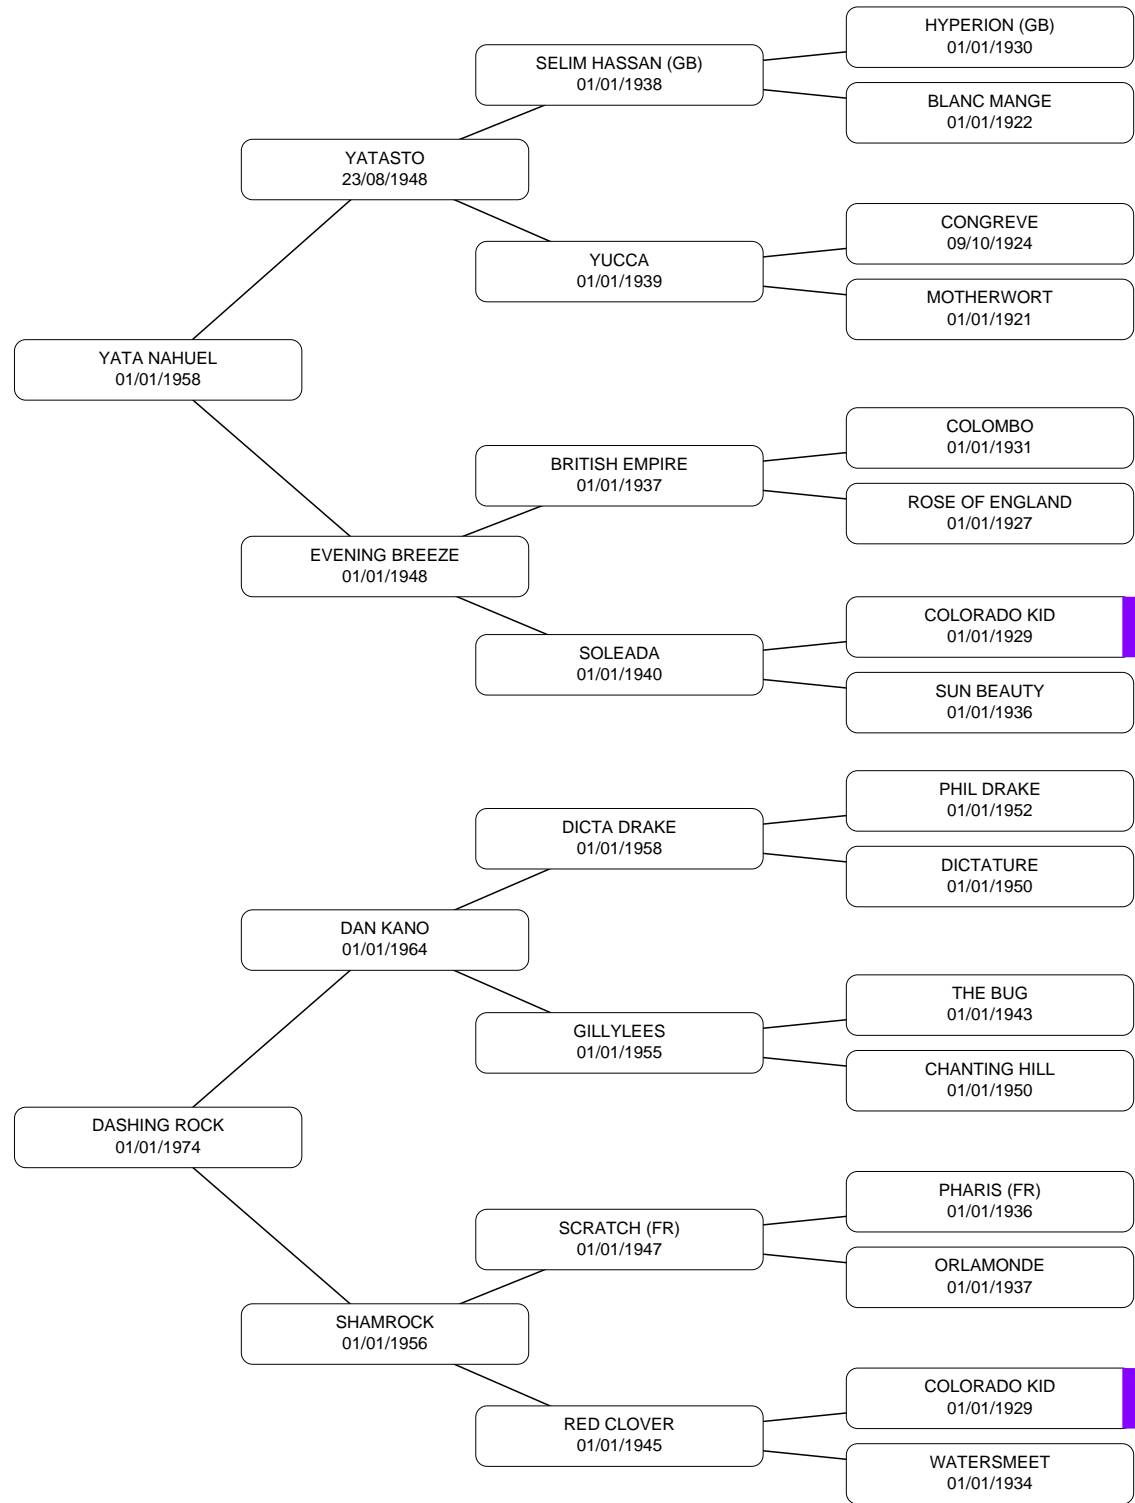 HYPERION (GB)
01/01/1930
SELIM HASSAN (GB)
01/01/1938
BLANC MANGE
01/01/1922
YATASTO
23/08/1948
CONGREVE
09/10/1924
YUCCA
01/01/1939
MOTHERWORT
01/01/1921
YATA NAHUEL
01/01/1958
COLOMBO
01/01/1931
BRITISH EMPIRE
01/01/1937
ROSE OF ENGLAND
01/01/1927
EVENING BREEZE
01/01/1948
COLORADO KID
01/01/1929
SOLEADA
01/01/1940
SUN BEAUTY
01/01/1936
PHIL DRAKE
01/01/1952
DICTA DRAKE
01/01/1958
DICTATURE
01/01/1950
DAN KANO
01/01/1964
THE BUG
01/01/1943
GILLYLEES
01/01/1955
CHANTING HILL
01/01/1950
DASHING ROCK
01/01/1974
PHARIS (FR)
01/01/1936
SCRATCH (FR)
01/01/1947
ORLAMONDE
01/01/1937
SHAMROCK
01/01/1956
COLORADO KID
01/01/1929
RED CLOVER
01/01/1945
WATERSMEET
01/01/1934